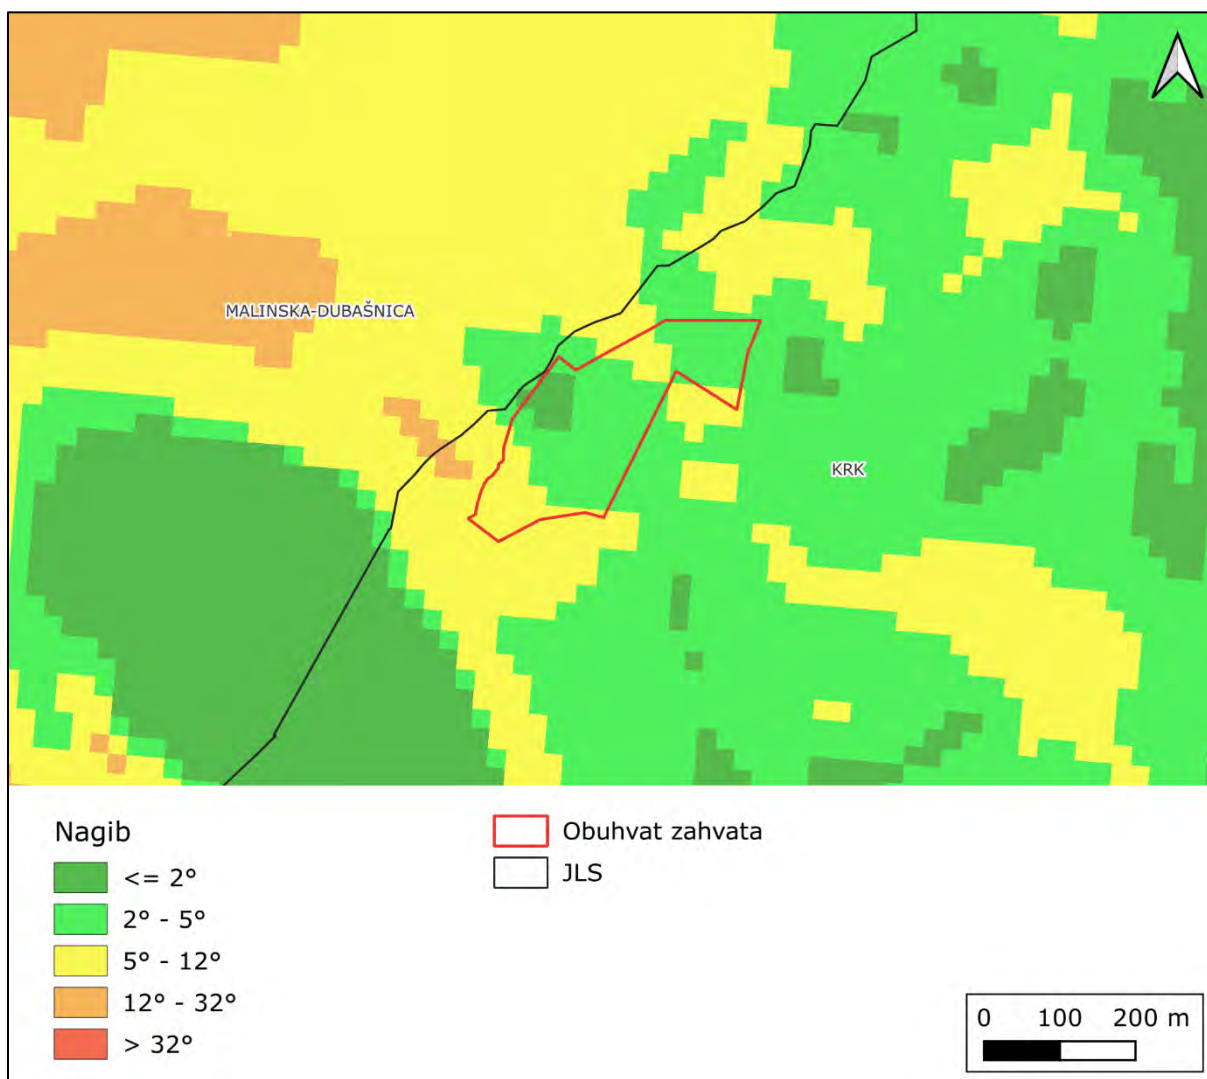 MALINSKA-DUBAŠNICA
KRK
Nagib
<= 2°
2° - 5°
5° - 12°
12° - 32°
> 32°
Obuhvat zahvata
JLS
0 100 200 m